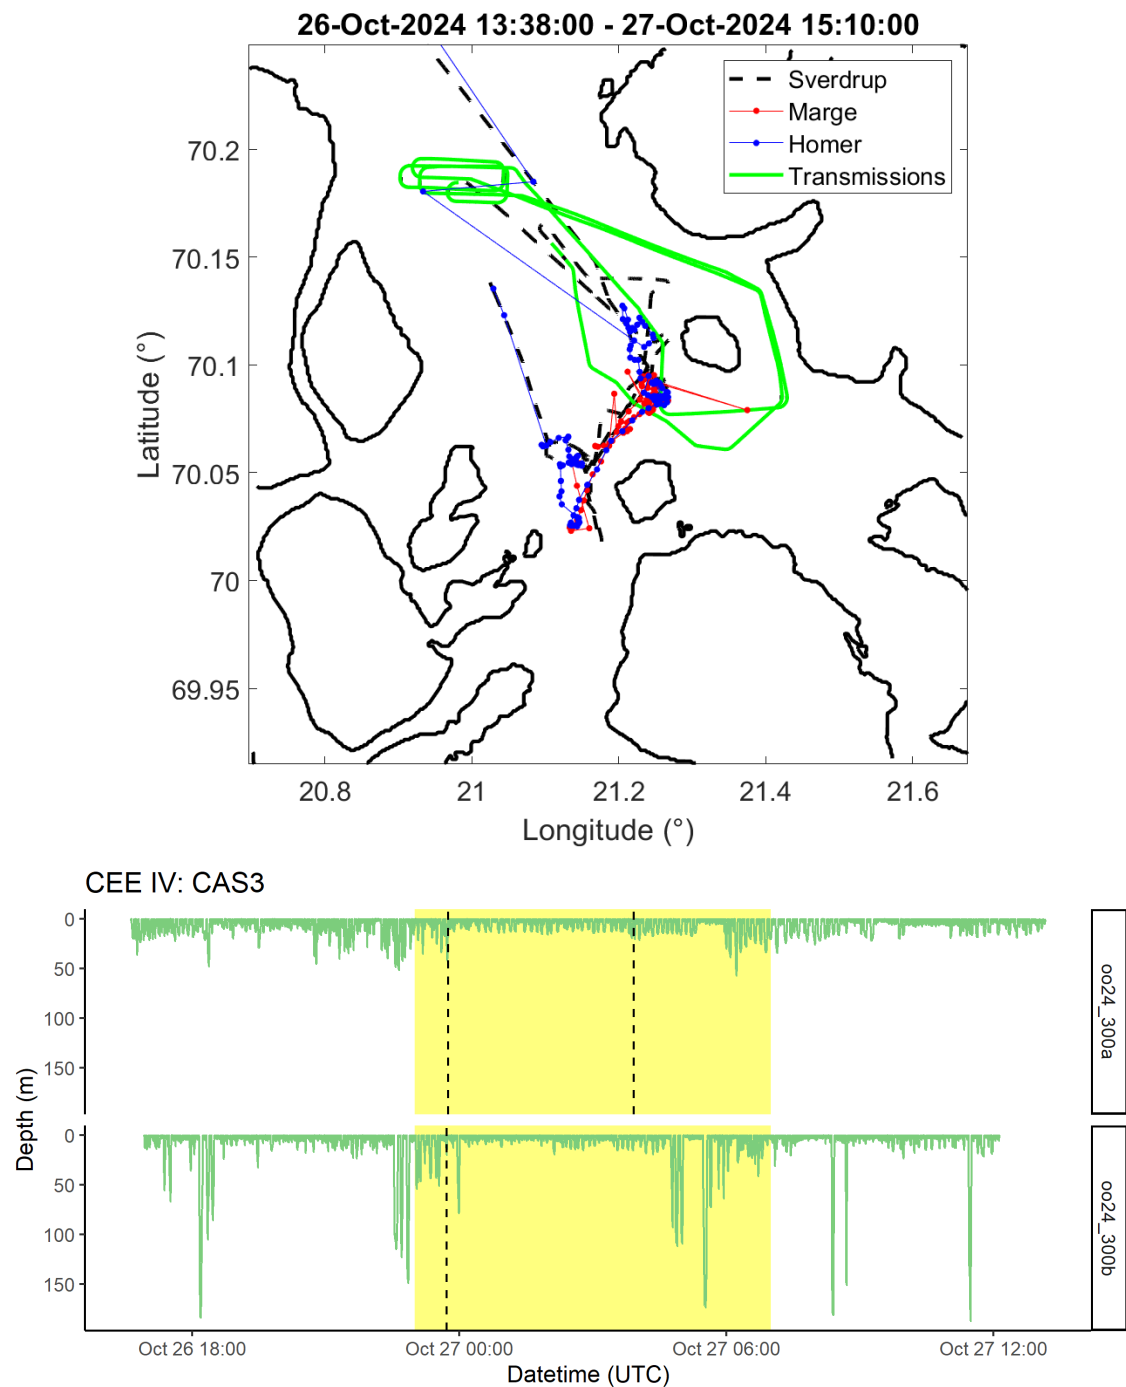 26-Oct-2024 13:38:00 - 27-Oct-2024 15:10:00
Sverdrup
Marge
Homer
Transmissions
70.2
70.15
70.1
70.05
70
69.95
Latitude (°)
20.8
21
21.2
21.4
21.6
Longitude (°)
CEE IV: CAS3
0
50
100
150
oo24_300a
0
50
100
150
oo24_300b
Depth (m)
Oct 26 18:00
Oct 27 00:00
Oct 27 06:00
Oct 27 12:00
Datetime (UTC)